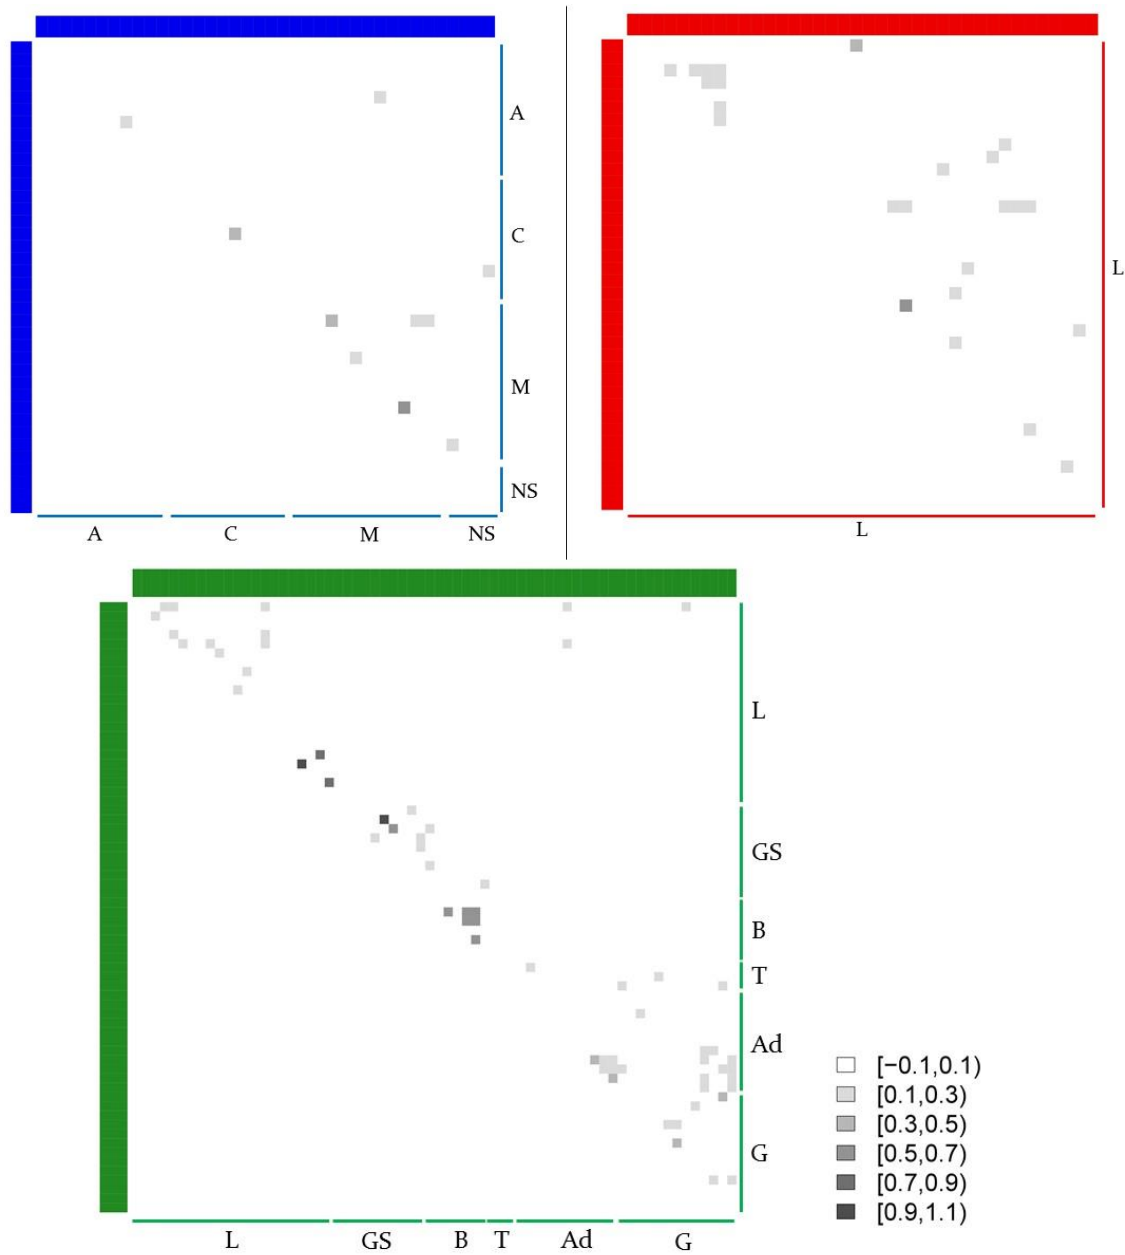 A
C
M
NS
A C M NS
L
L
L
GS
B
T
Ad
G
L GS B T Ad G
[−0.1,0.1)
[0.1,0.3)
[0.3,0.5)
[0.5,0.7)
[0.7,0.9)
[0.9,1.1)